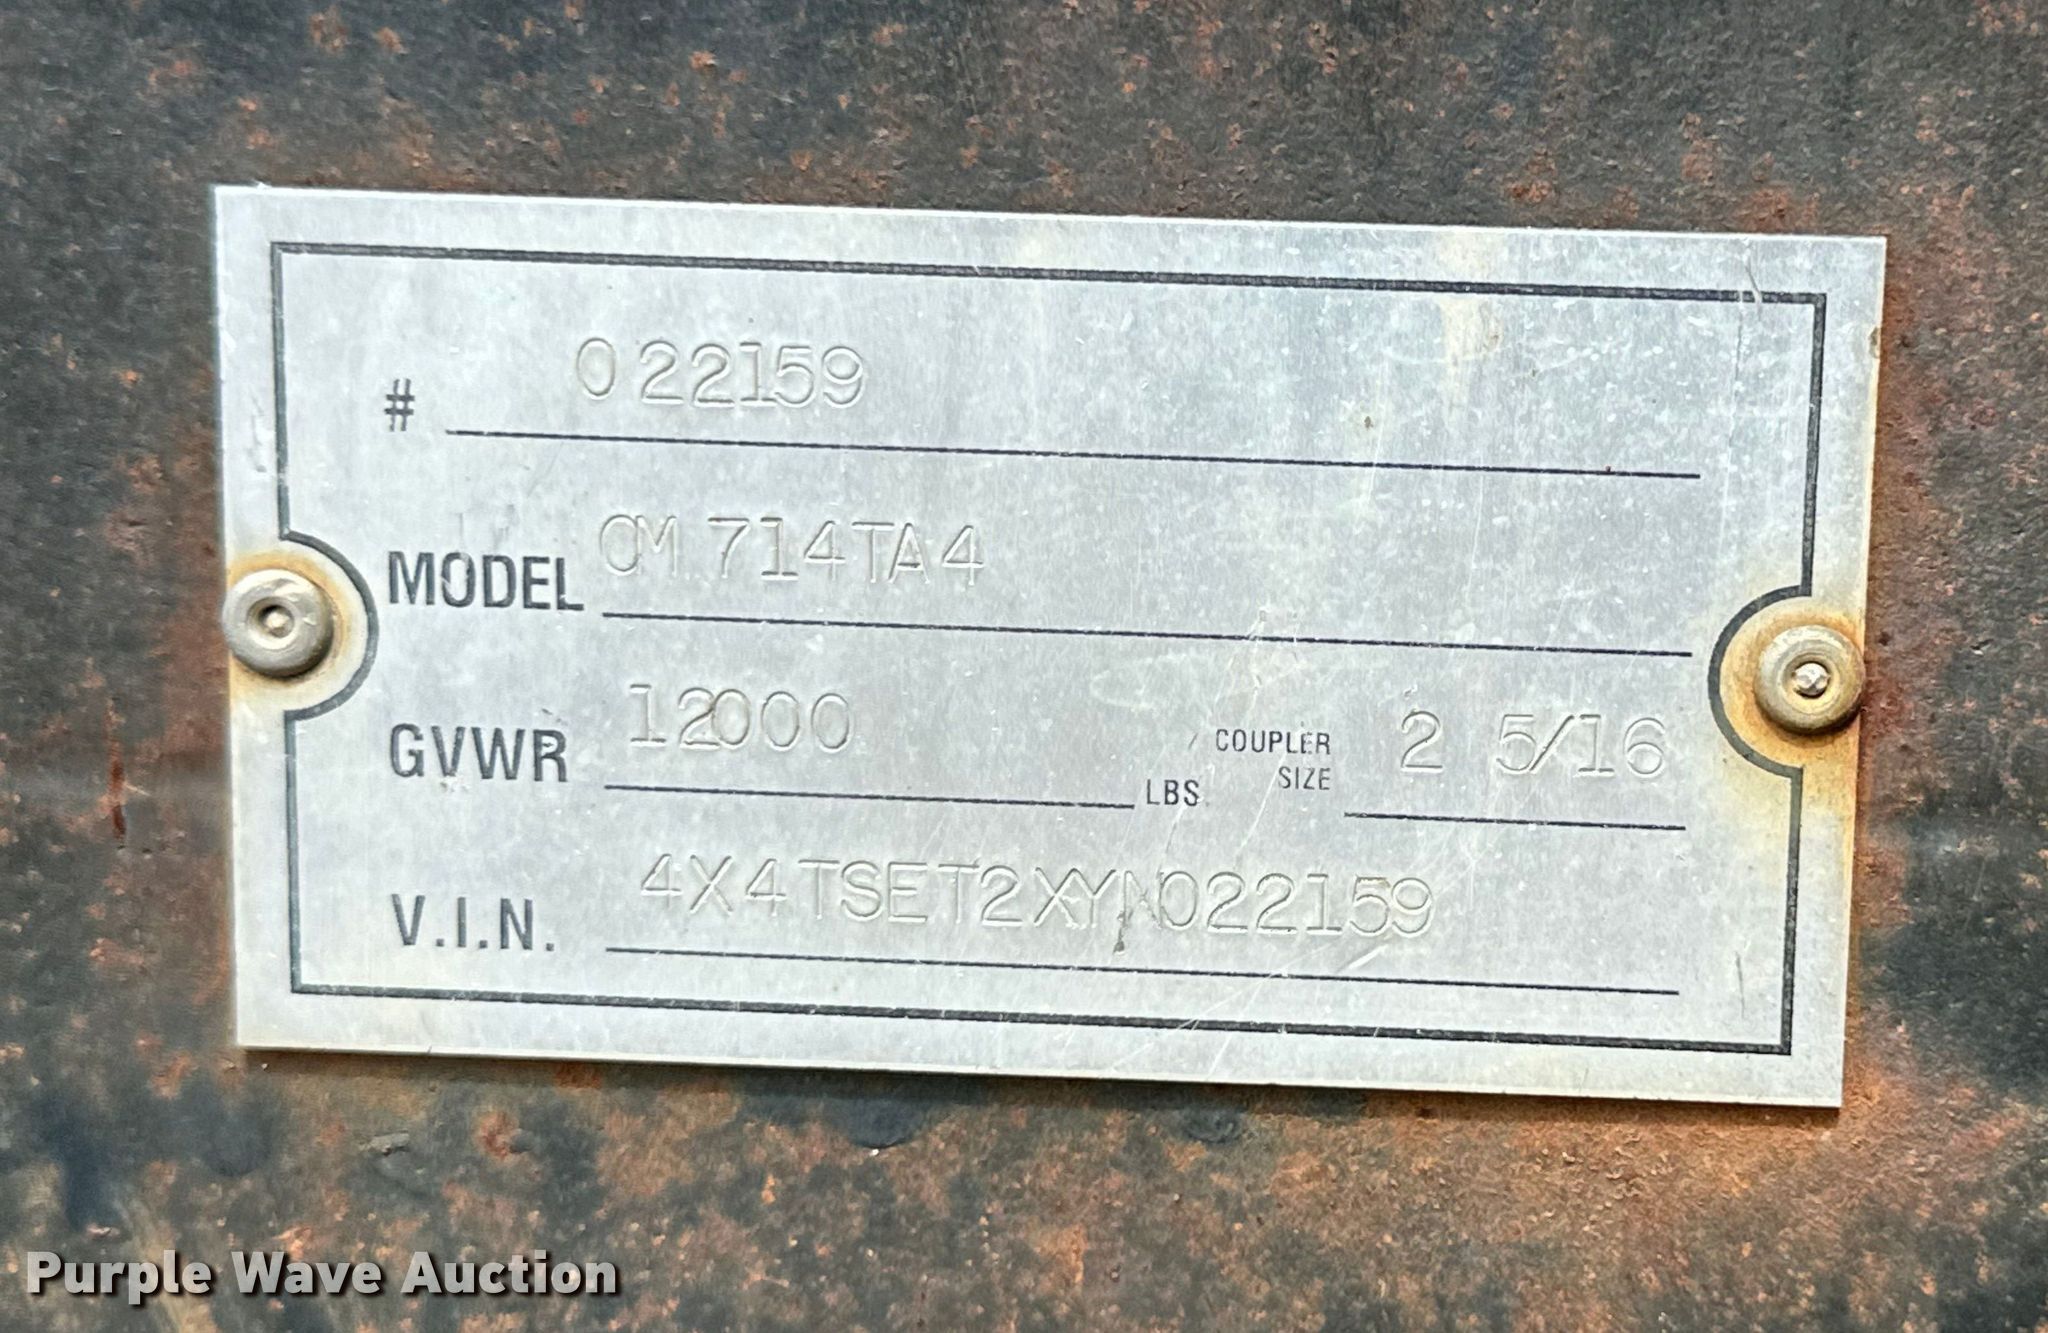 # 022159
MODEL CM 714TA4
GVWR 12000 LBS COUPLER SIZE 2 5/16
V.I.N. 4X4TSET2XYN022159
Purple Wave Auction